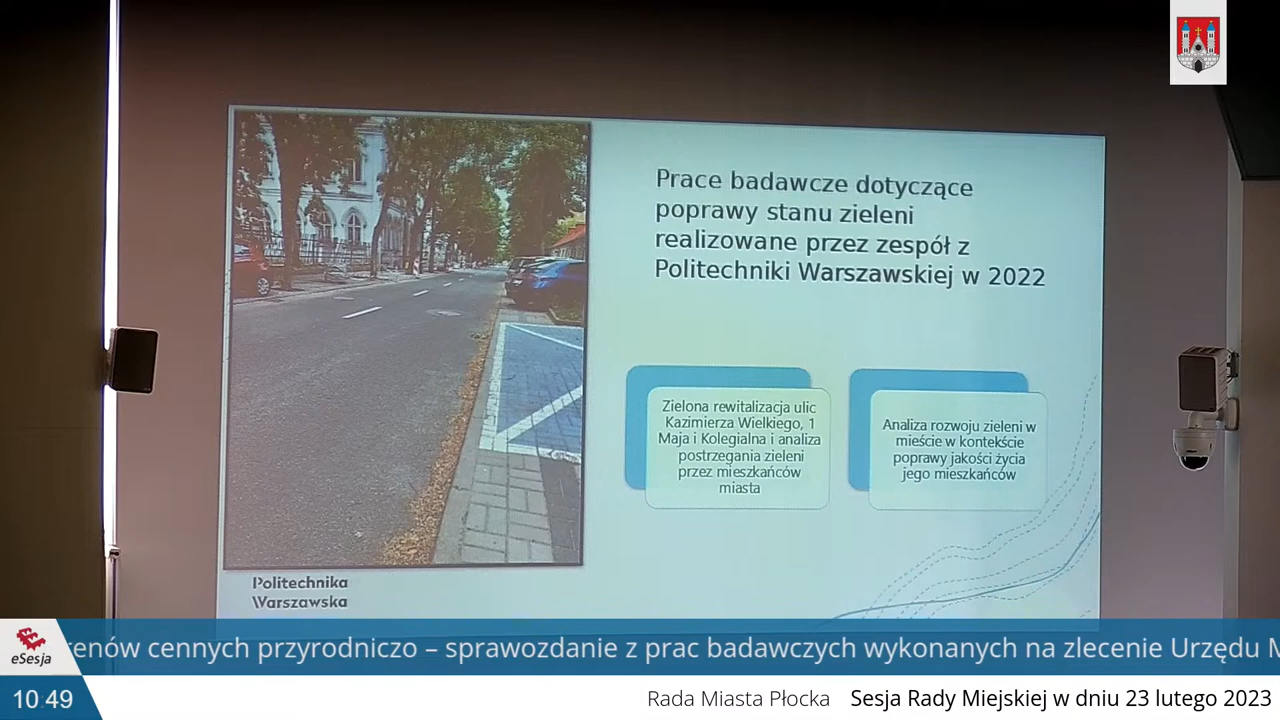 Prace badawcze dotyczące
poprawy stanu zieleni
realizowane przez zespół z
Politechniki Warszawskiej w 2022
Zielona rewitalizacja ulic
Kazimierza Wielkiego, 1
Maja i Kolegialna i analiza
postrzegania zieleni
przez mieszkańców
miasta
Analiza rozwoju zieleni w
mieście w kontekście
poprawy jakości życia
jego mieszkańców
Politechnika
Warszawska
eSesja
renów cennych przyrodniczo – sprawozdanie z prac badawczych wykonanych na zlecenie Urzędu M
10:49
Rada Miasta Płocka Sesja Rady Miejskiej w dniu 23 lutego 2023